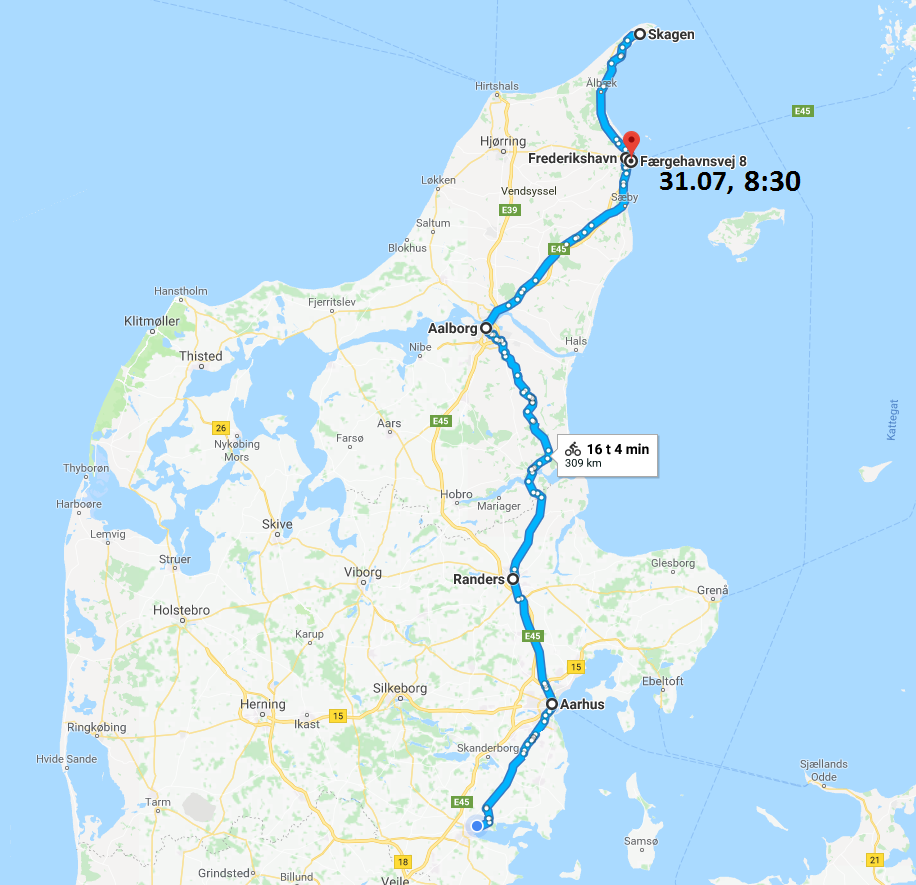 Skagen
Hirtshals
Ålbæk
E45
Hjørring
Frederikshavn
Færgehavnsvej 8
31.07, 8:30
Løkken
Vendsyssel
Sæby
E39
Saltum
Blokhus
E45
Hanstholm
Fjerritslev
Klitmøller
Aalborg
Nibe
Hals
Thisted
Kattegat
26
E45
Aars
Nykøbing
Mors
Farsø
16 t 4 min
309 km
Thyborøn
Harboøre
Hobro
Mariager
Skive
Lemvig
Struer
Viborg
Randers
Glesborg
Grenå
Holstebro
Karup
E45
15
Ebeltoft
Silkeborg
Herning
Ikast
15
Aarhus
Ringkøbing
Skanderborg
Hvide Sande
Sjællands
Odde
Tarm
E45
Samsø
18
21
Grindsted
Billund
Vejle